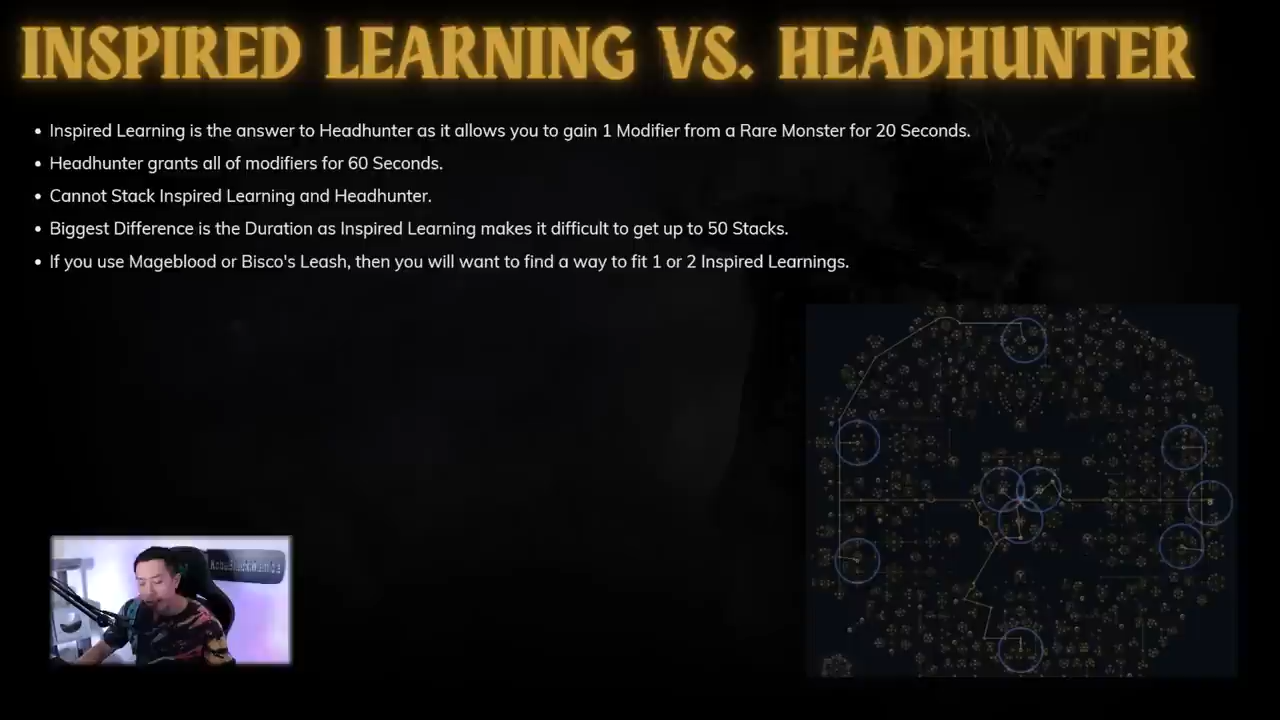 INSPIRED LEARNING VS. HEADHUNTER
• Inspired Learning is the answer to Headhunter as it allows you to gain 1 Modifier from a Rare Monster for 20 Seconds.
• Headhunter grants all of modifiers for 60 Seconds.
• Cannot Stack Inspired Learning and Headhunter.
• Biggest Difference is the Duration as Inspired Learning makes it difficult to get up to 50 Stacks.
• If you use Mageblood or Bisco's Leash, then you will want to find a way to fit 1 or 2 Inspired Learnings.